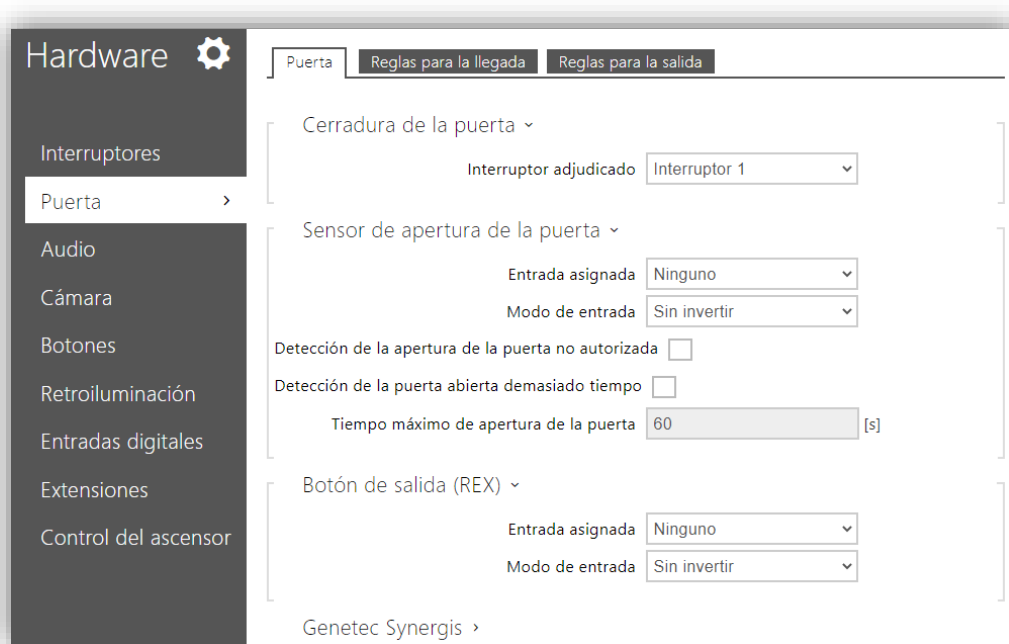 Hardware
Interruptores
Puerta
Audio
Cámara
Botones
Retroiluminación
Entradas digitales
Extensiones
Control del ascensor
Puerta Reglas para la llegada Reglas para la salida
Cerradura de la puerta
Interruptor adjudicado Interruptor 1
Sensor de apertura de la puerta
Entrada asignada Ninguno
Modo de entrada Sin invertir
Detección de la apertura de la puerta no autorizada
Detección de la puerta abierta demasiado tiempo
Tiempo máximo de apertura de la puerta 60 [s]
Botón de salida (REX)
Entrada asignada Ninguno
Modo de entrada Sin invertir
Genetec Synergis